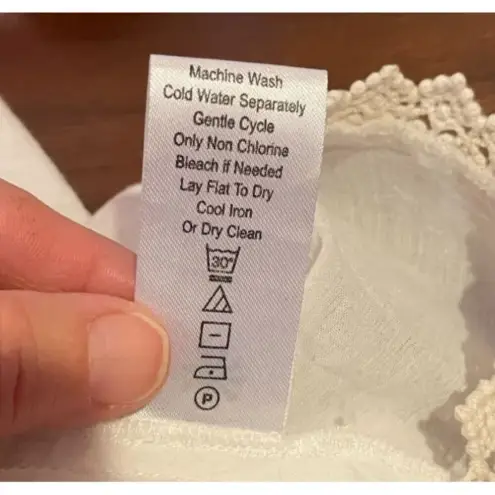 Machine Wash
Cold Water Separately
Gentle Cycle
Only Non Chlorine
Bleach if Needed
Lay Flat To Dry
Cool Iron
Or Dry Clean
30°
P